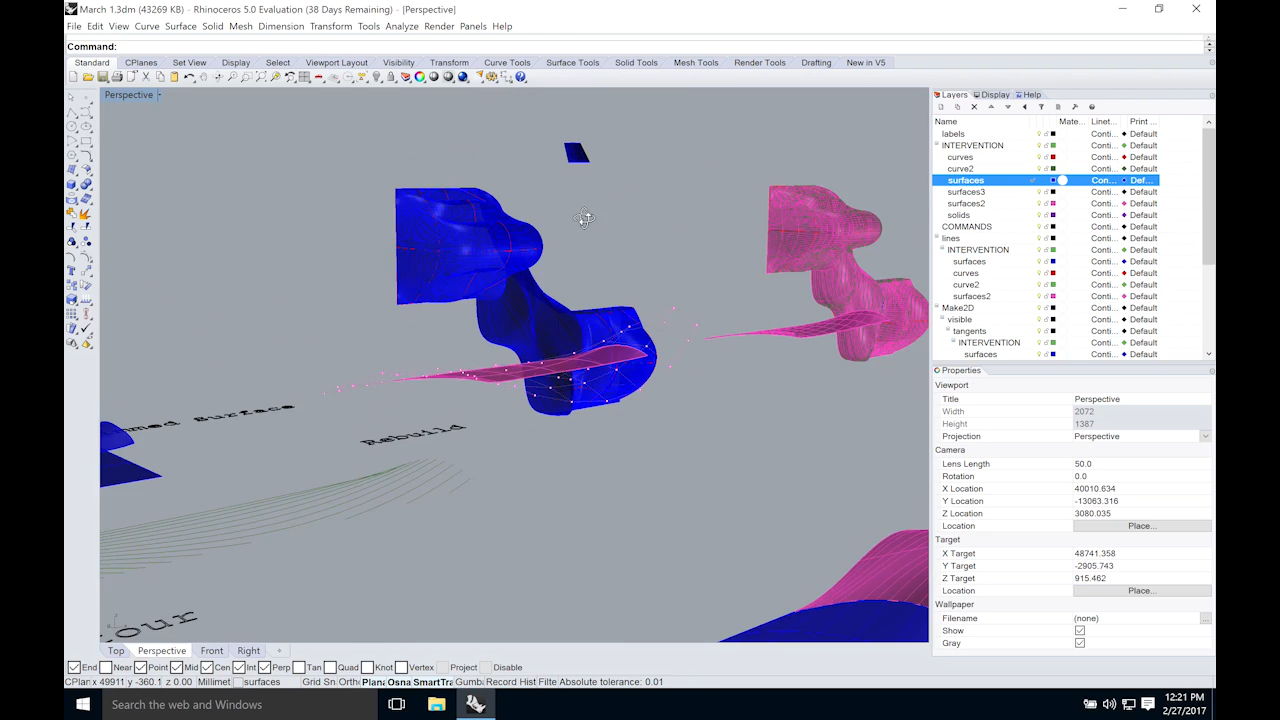 March 1.3dm (43269 KB) - Rhinoceros 5.0 Evaluation (38 Days Remaining) - [Perspective]
File Edit View Curve Surface Solid Mesh Dimension Transform Tools Analyze Render Panels Help
Command:
Standard CPlanes Set View Display Select Viewport Layout Visibility Transform Curve Tools Surface Tools Solid Tools Mesh Tools Render Tools Drafting New in V5
Perspective
Surface
Rebuild
our
Top Perspective Front Right
End Near Point Mid Cen Int Perp Tan Quad Knot Vertex Project Disable
CPlan x 49911 y -360.1 z 0.00 Millimet surfaces Grid Sn Ortho Plana Osna SmartTra Gumba Record Hist Filte Absolute tolerance: 0.01
Layers Display Help
Name Mate... Linet... Print ...
labels Conti... Default
INTERVENTION Conti... Default
curves Conti... Default
curve2 Conti... Default
surfaces Con... Def...
surfaces3 Conti... Default
surfaces2 Conti... Default
solids Conti... Default
COMMANDS Conti... Default
lines Conti... Default
INTERVENTION Conti... Default
surfaces Conti... Default
curves Conti... Default
curve2 Conti... Default
surfaces2 Conti... Default
Make2D Conti... Default
visible Conti... Default
tangents Conti... Default
INTERVENTION Conti... Default
surfaces Conti... Default
Properties
Viewport
Title Perspective
Width 2072
Height 1387
Projection Perspective
Camera
Lens Length 50.0
Rotation 0.0
X Location 40010.634
Y Location -13063.316
Z Location 3080.035
Location Place...
Target
X Target 48741.358
Y Target -2905.743
Z Target 915.462
Location Place...
Wallpaper
Filename (none)
Show
Gray
Search the web and Windows
12:21 PM
2/27/2017